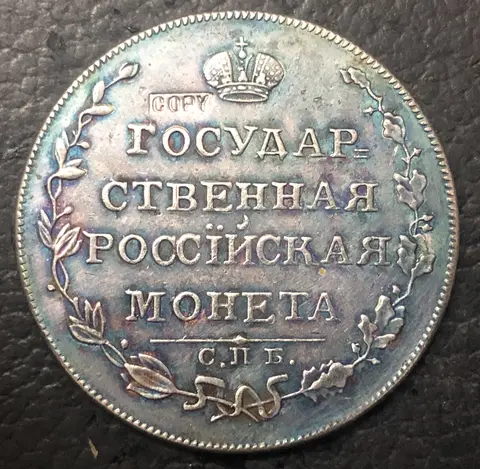 COPY
ГОСУДАР=
СТВЕННАЯ
РОССІЙСКАЯ
МОНЕТА
С.П.Б.